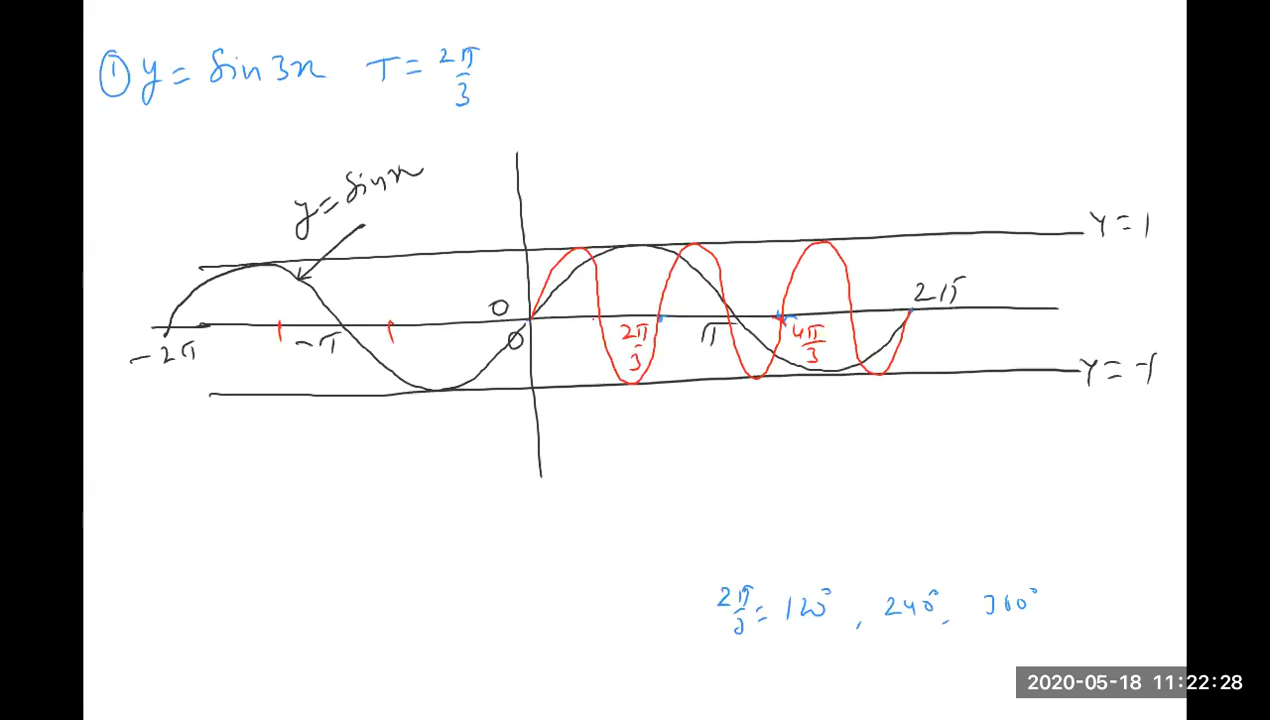 ① y = sin 3x T = 2π/3
y = sin x
y = 1
0
2π
-2π
-π
0
2π/3
π
4π/3
y = -1
2π/3 = 120°, 240°, 360°
2020-05-18 11:22:28